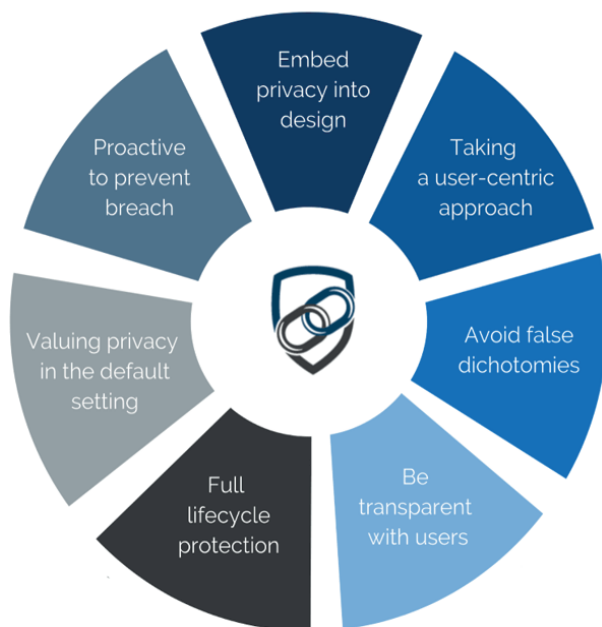 Embed
privacy into
design
Taking
a user-centric
approach
Avoid false
dichotomies
Be
transparent
with users
Full
lifecycle
protection
Valuing privacy
in the default
setting
Proactive
to prevent
breach